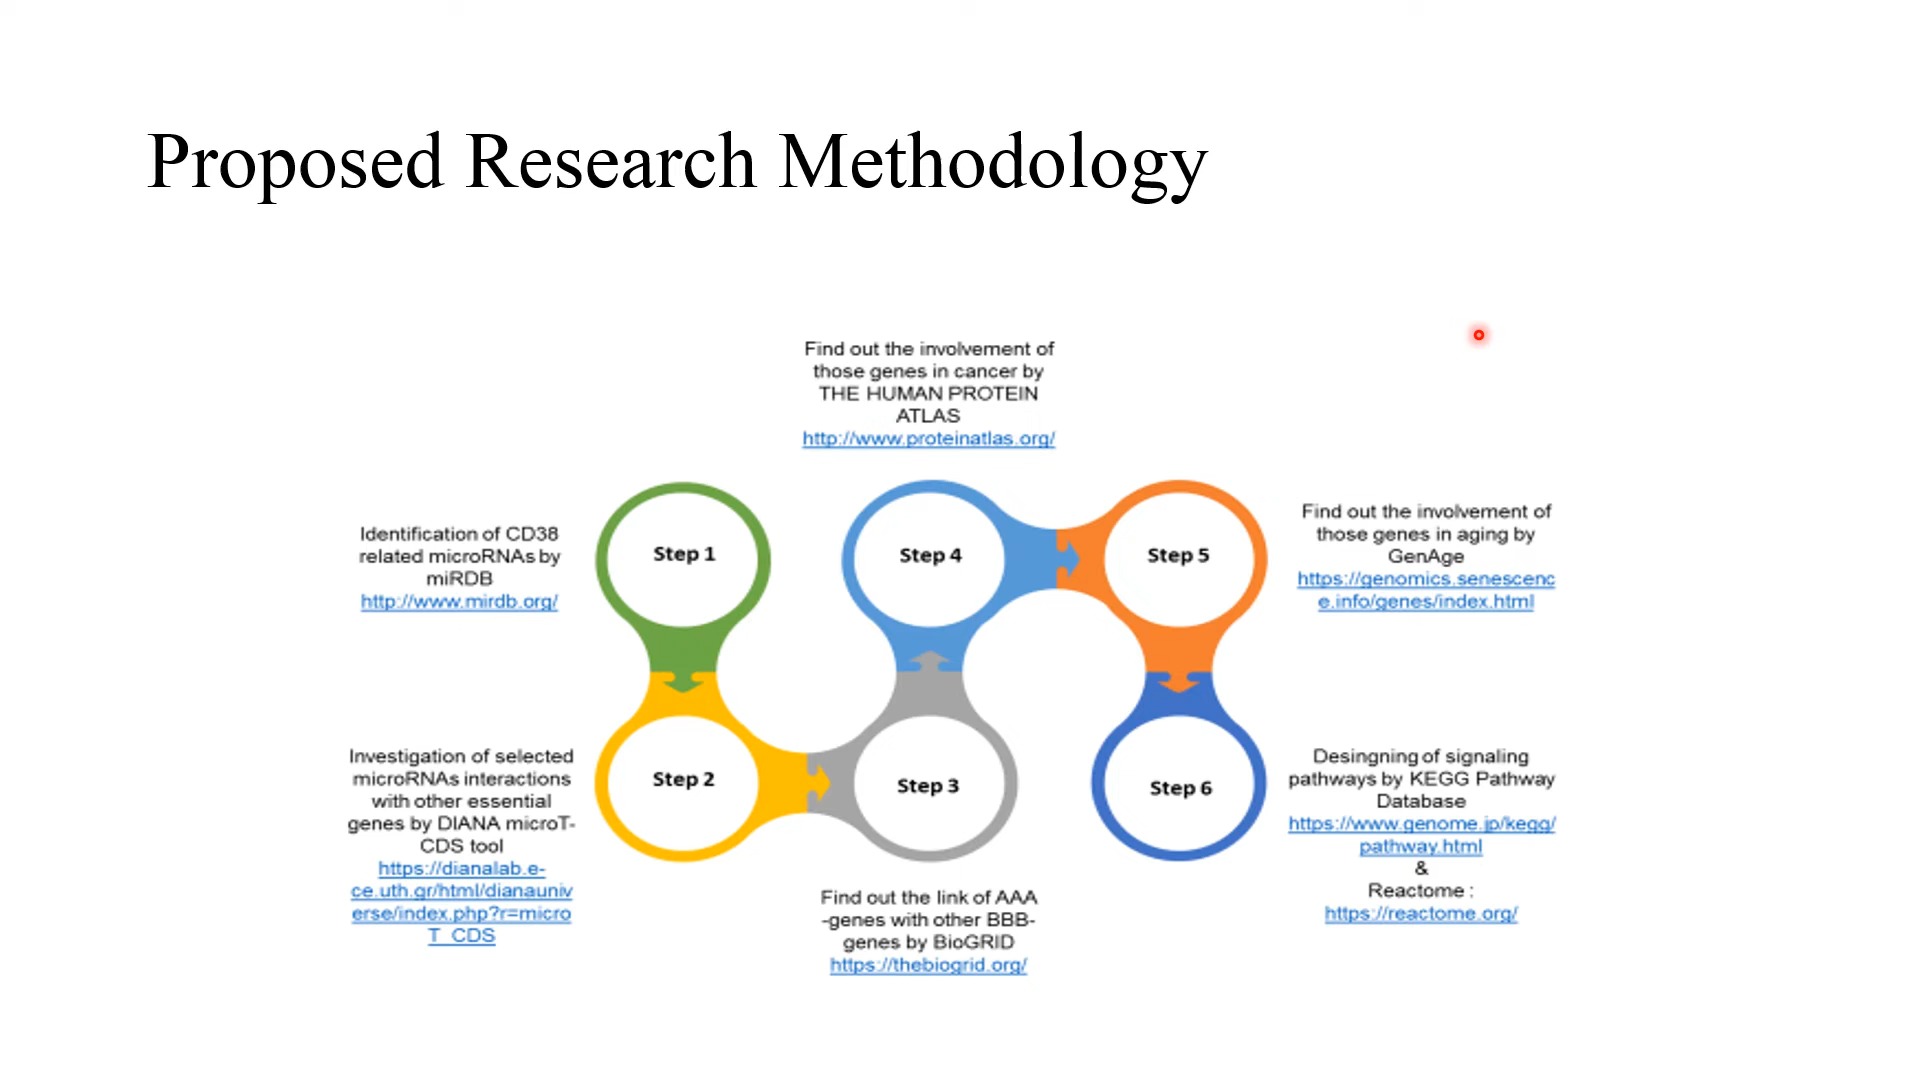 Proposed Research Methodology
Find out the involvement of
those genes in cancer by
THE HUMAN PROTEIN
ATLAS
http://www.proteinatlas.org/
Identification of CD38
related microRNAs by
miRDB
http://www.mirdb.org/
Step 1
Step 4
Step 5
Find out the involvement of
those genes in aging by
GenAge
https://genomics.senescenc
e.info/genes/index.html
Investigation of selected
microRNAs interactions
with other essential
genes by DIANA microT-
CDS tool
https://dianalab.e-
ce.uth.gr/html/dianauniv
erse/index.php?r=micro
T_CDS
Step 2
Step 3
Step 6
Find out the link of AAA
-genes with other BBB-
genes by BioGRID
https://thebiogrid.org/
Desingning of signaling
pathways by KEGG Pathway
Database
https://www.genome.jp/kegg/
pathway.html
&
Reactome :
https://reactome.org/